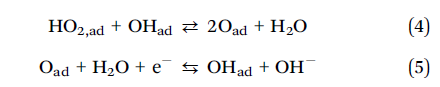 HO₂,ad + OHad ⇄ 2Oad + H₂O (4)
Oad + H₂O + e⁻ ⇆ OHad + OH⁻ (5)